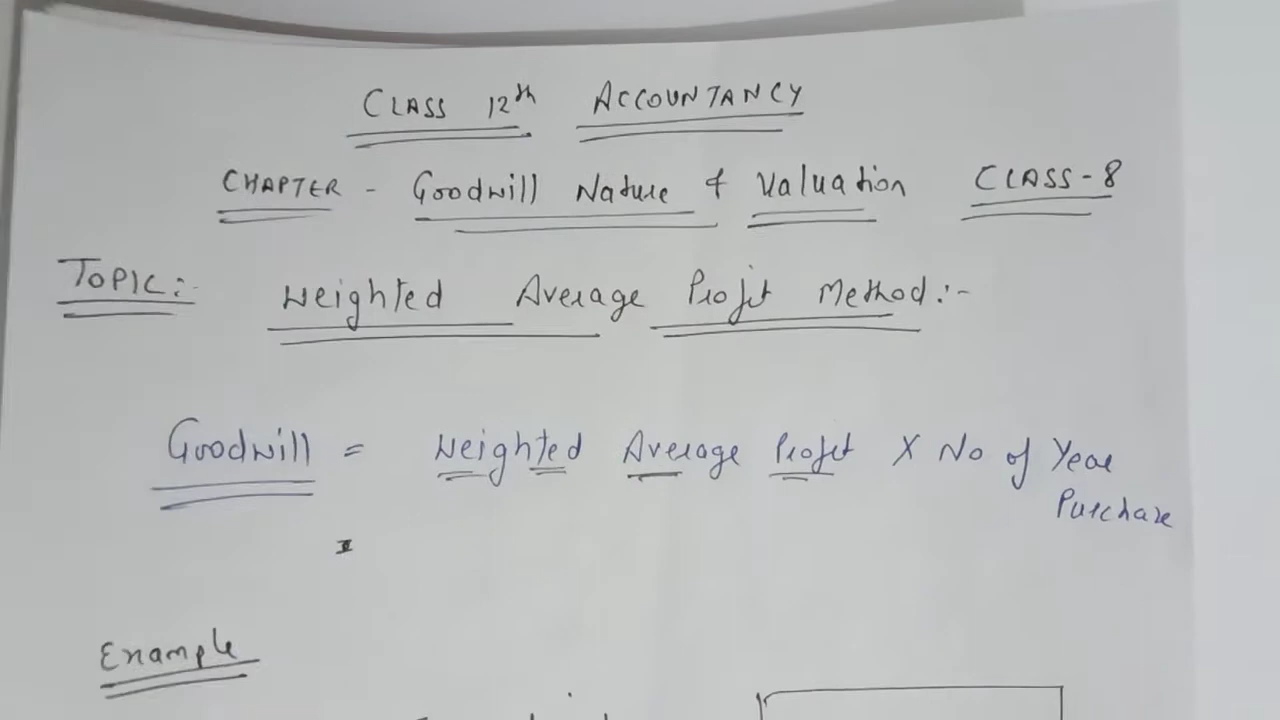 CLASS 12th ACCOUNTANCY
CHAPTER - Goodwill Nature & Valuation CLASS-8
TOPIC:-
Weighted Average Profit Method:-
Goodwill = Weighted Average Profit X No of Year
Purchase
Example